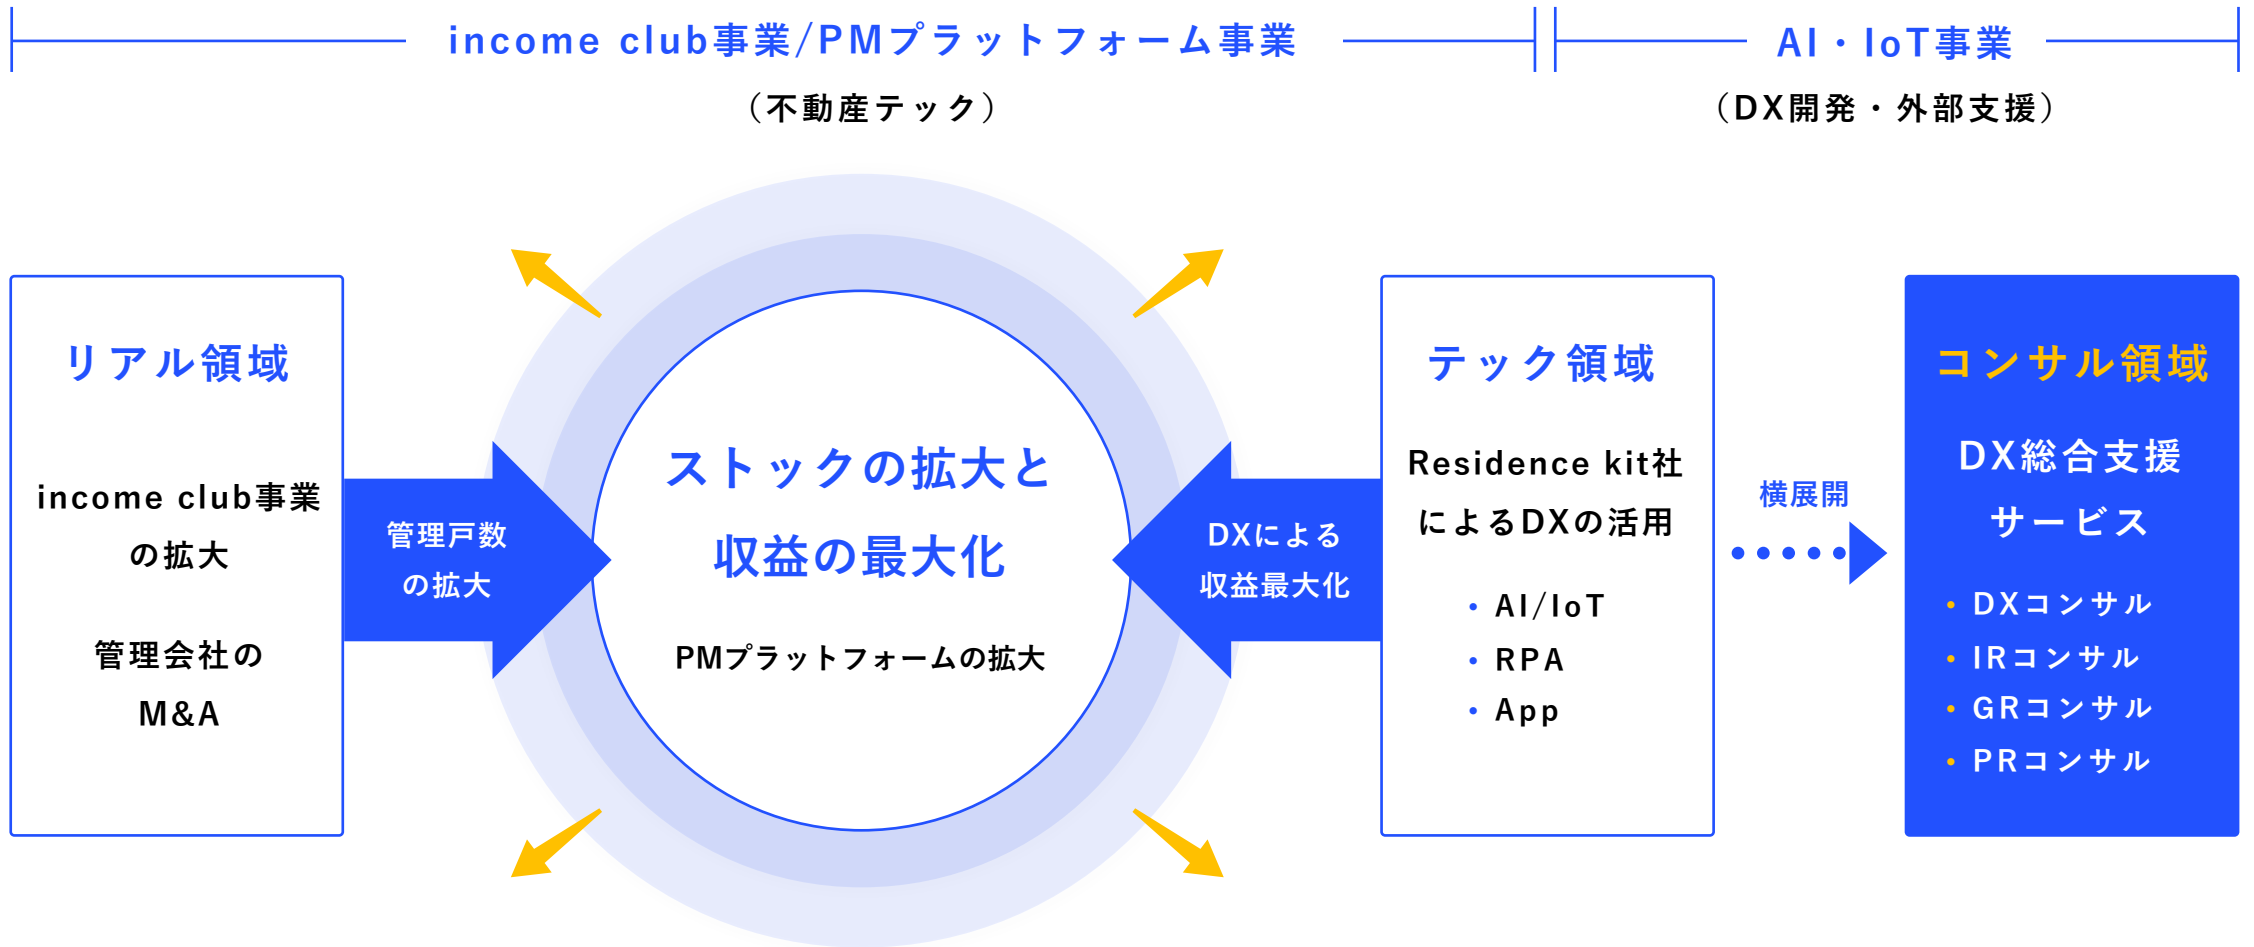 income club事業/PMプラットフォーム事業
（不動産テック）
AI・IoT事業
（DX開発・外部支援）
リアル領域
income club事業
の拡大
管理会社の
M&A
管理戸数
の拡大
ストックの拡大と
収益の最大化
PMプラットフォームの拡大
DXによる
収益最大化
テック領域
Residence kit社
によるDXの活用
・AI/IoT
・RPA
・App
横展開
コンサル領域
DX総合支援
サービス
・DXコンサル
・IRコンサル
・GRコンサル
・PRコンサル